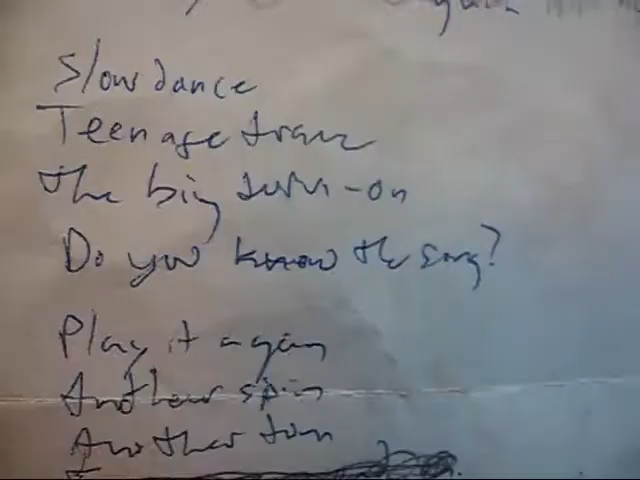 Slow dance
Teenage tranz
The big turn-on
Do you know the song?
Play it again
Another spin
Another turn